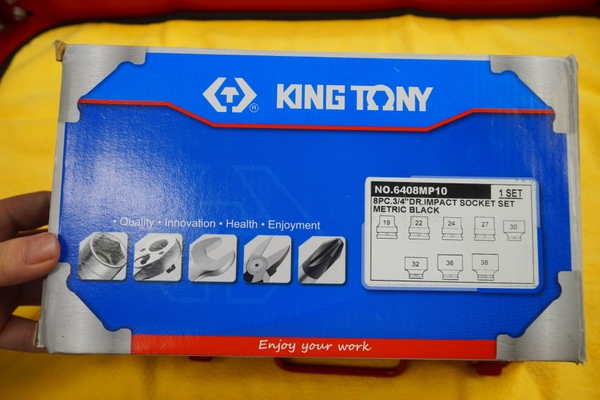 ® KING TONY
NO.6408MP10 1 SET
8PC.3/4"DR.IMPACT SOCKET SET
METRIC BLACK
19 22 24 27 30
32 36 38
• Quality • Innovation • Health • Enjoyment
Enjoy your work